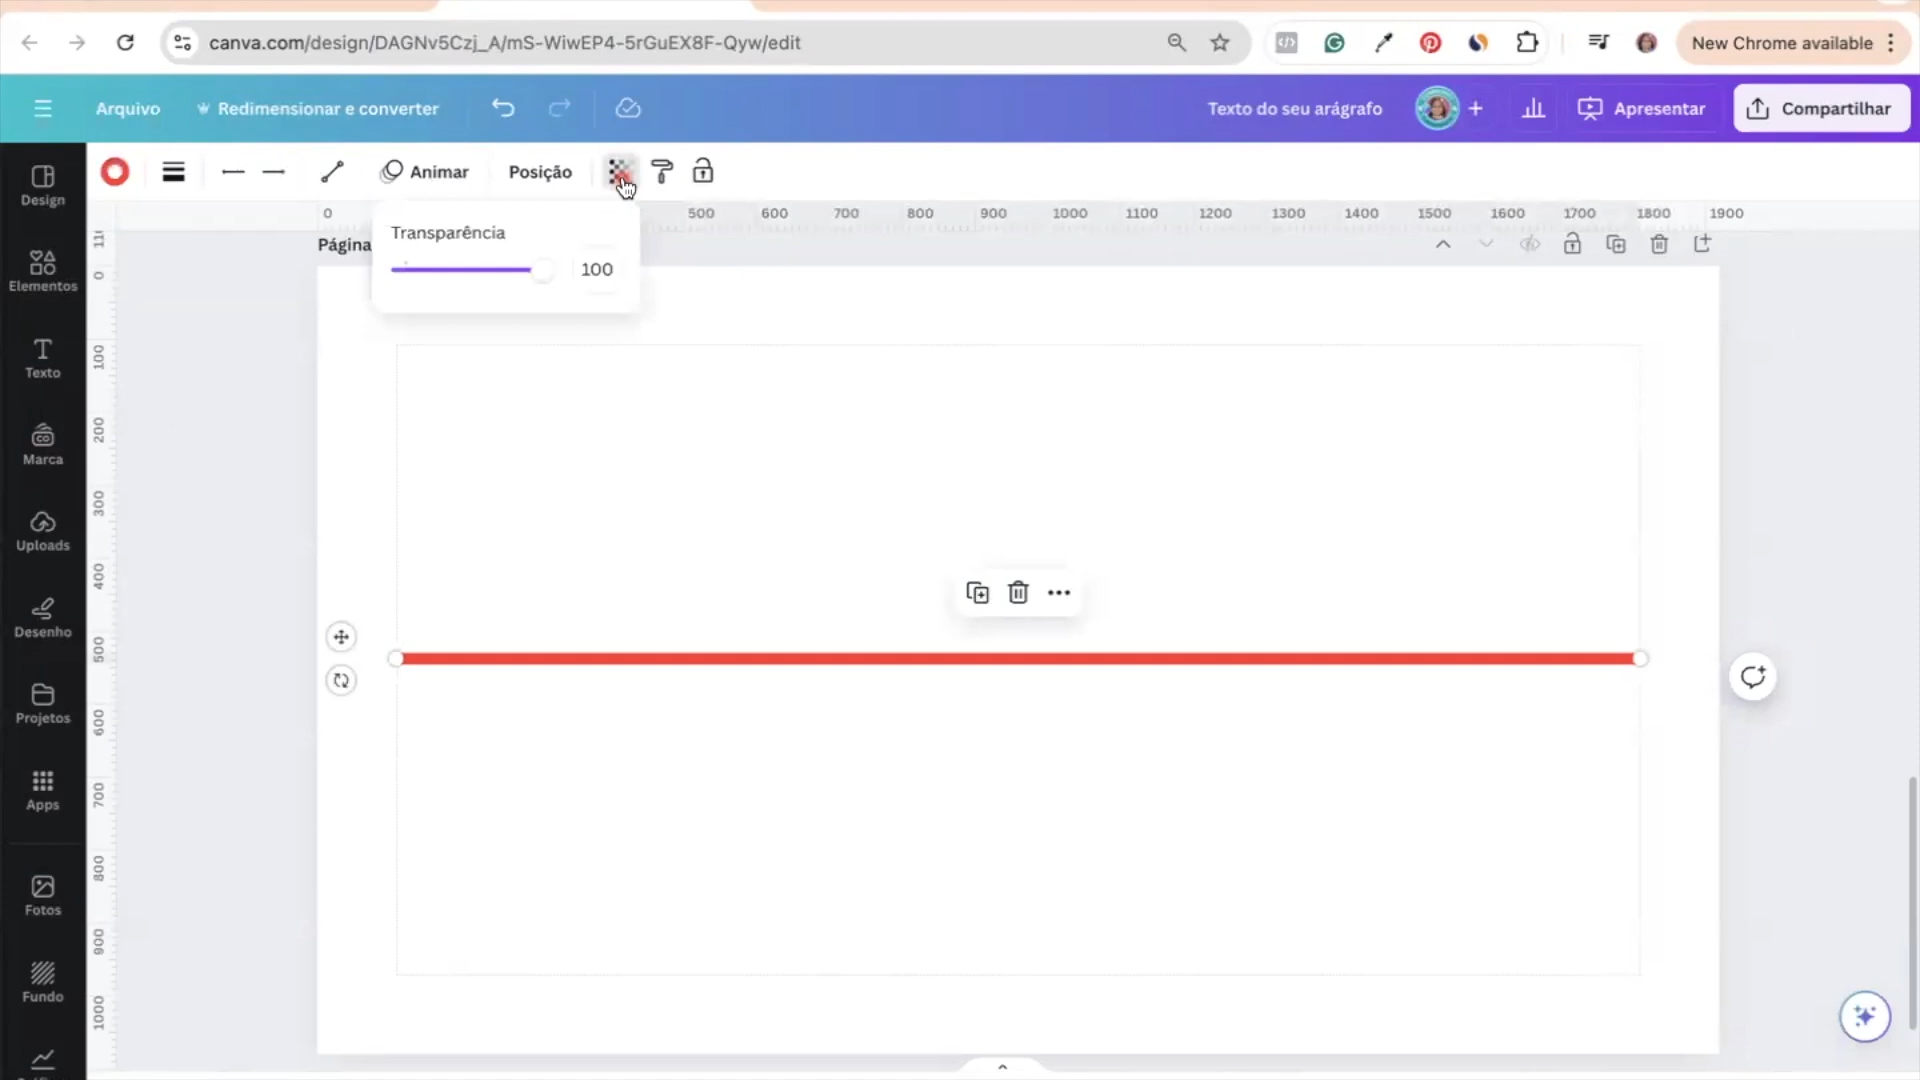 canva.com/design/DAGNv5Czj_A/mS-WiwEP4-5rGuEX8F-Qyw/edit
New Chrome available
Arquivo
Redimensionar e converter
Texto do seu arágrafo
Apresentar
Compartilhar
Animar
Posição
0 500 600 700 800 900 1000 1100 1200 1300 1400 1500 1600 1700 1800 1900
Página
Transparência
100
Design
Elementos
Texto
Marca
Uploads
Desenho
Projetos
Apps
Fotos
Fundo
0
100
200
300
400
500
600
700
800
900
1000